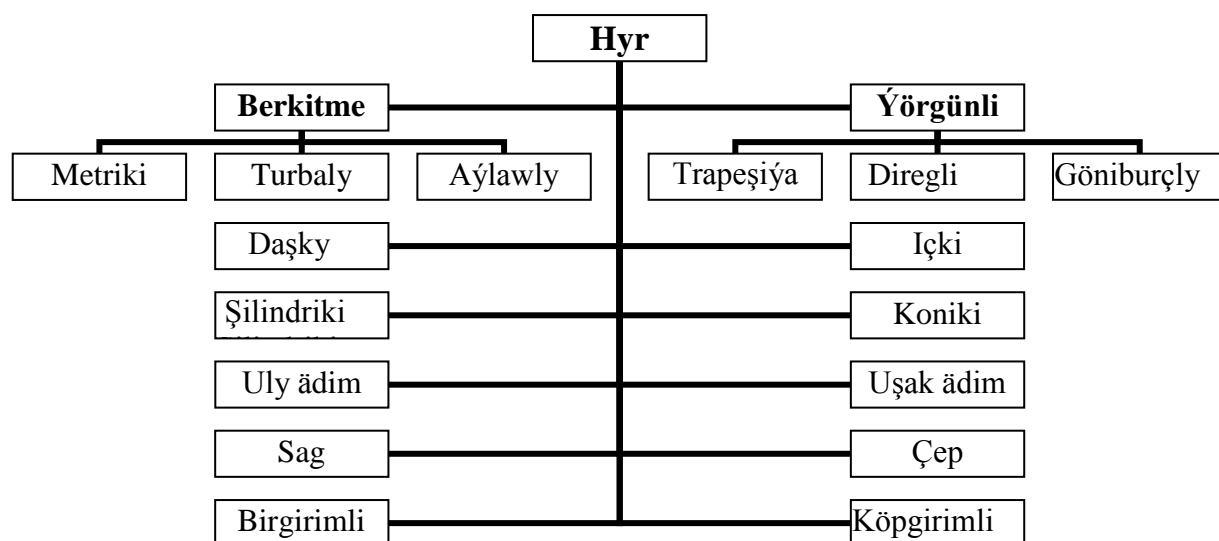 Hyr
Berkitme
Ýörgünli
Metriki
Turbaly
Aýlawly
Trapeşiýa
Diregli
Göniburçly
Daşky
Içki
Şilindriki
Koniki
Uly ädim
Uşak ädim
Sag
Çep
Birgirimli
Köpgirimli